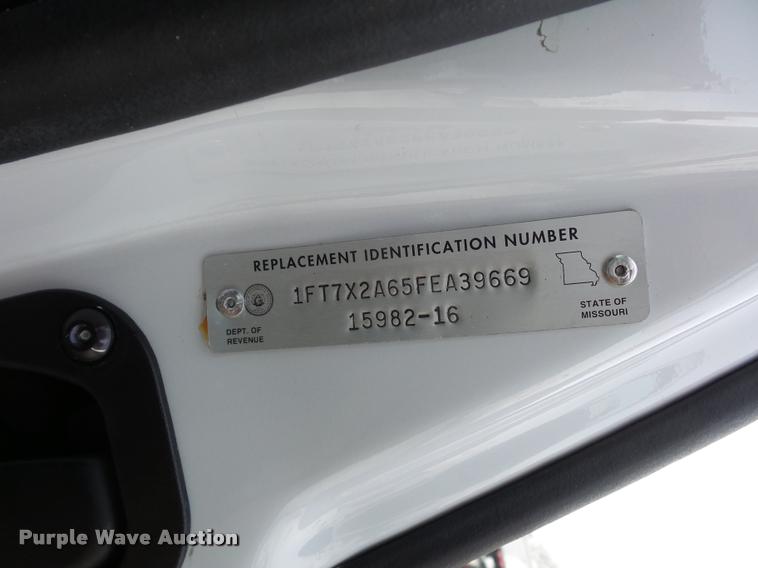 REPLACEMENT IDENTIFICATION NUMBER
1FT7X2A65FEA39669
15982-16
DEPT. OF
REVENUE
STATE OF
MISSOURI
Purple Wave Auction